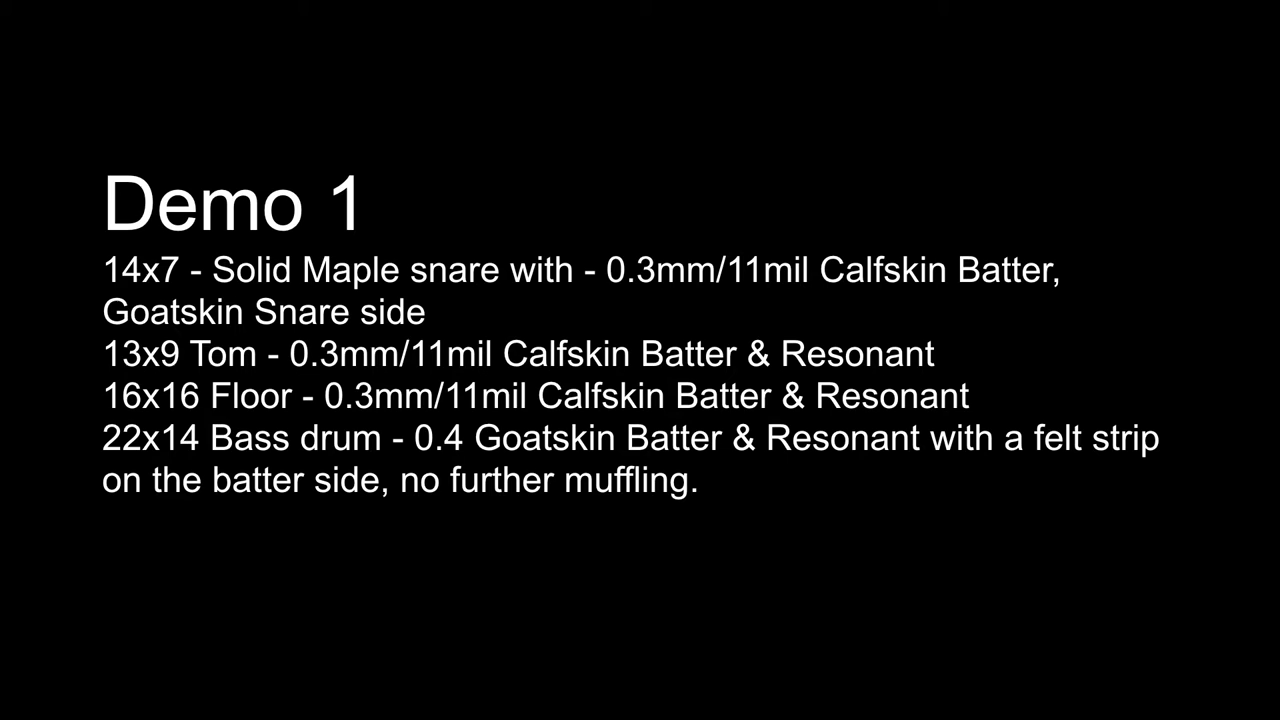 Demo 1
14x7 - Solid Maple snare with - 0.3mm/11mil Calfskin Batter,
Goatskin Snare side
13x9 Tom - 0.3mm/11mil Calfskin Batter & Resonant
16x16 Floor - 0.3mm/11mil Calfskin Batter & Resonant
22x14 Bass drum - 0.4 Goatskin Batter & Resonant with a felt strip
on the batter side, no further muffling.